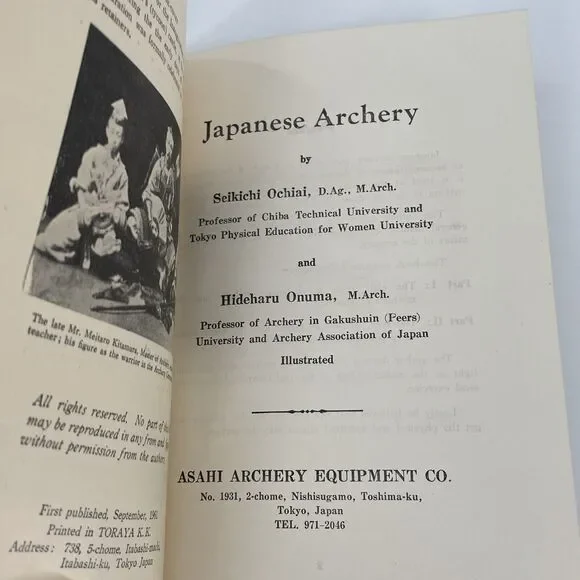 retainers.
The late Mr. Meitaro Kitamura,
teacher; his figure as the warrior in the Archery
All rights reserved. No part of
may be reproduced in any from and
without permission from the
First published, September,
Printed in TORAYA K.K.
Address: 738, 5-chome, Itabashi-machi,
Itabashi-ku, Tokyo Japan
Japanese Archery
by
Seikichi Ochiai, D.Ag., M.Arch.
Professor of Chiba Technical University and
Tokyo Physical Education for Women University
and
Hideharu Onuma, M.Arch.
Professor of Archery in Gakushuin (Peers)
University and Archery Association of Japan
Illustrated
ASAHI ARCHERY EQUIPMENT CO.
No. 1931, 2-chome, Nishisugamo, Toshima-ku,
Tokyo, Japan
TEL. 971-2046